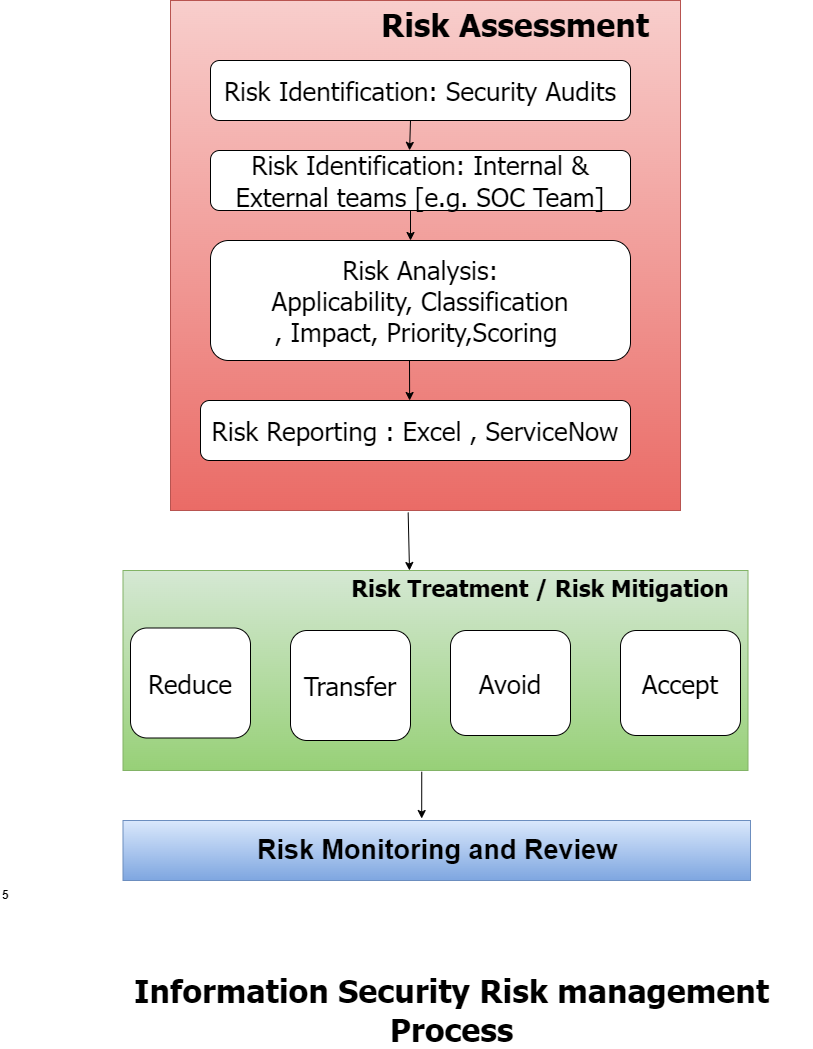 Risk Assessment
Risk Identification: Security Audits
Risk Identification: Internal &
External teams [e.g. SOC Team]
Risk Analysis:
Applicability, Classification
, Impact, Priority,Scoring
Risk Reporting : Excel , ServiceNow
Risk Treatment / Risk Mitigation
Reduce
Transfer
Avoid
Accept
Risk Monitoring and Review
5
Information Security Risk management
Process